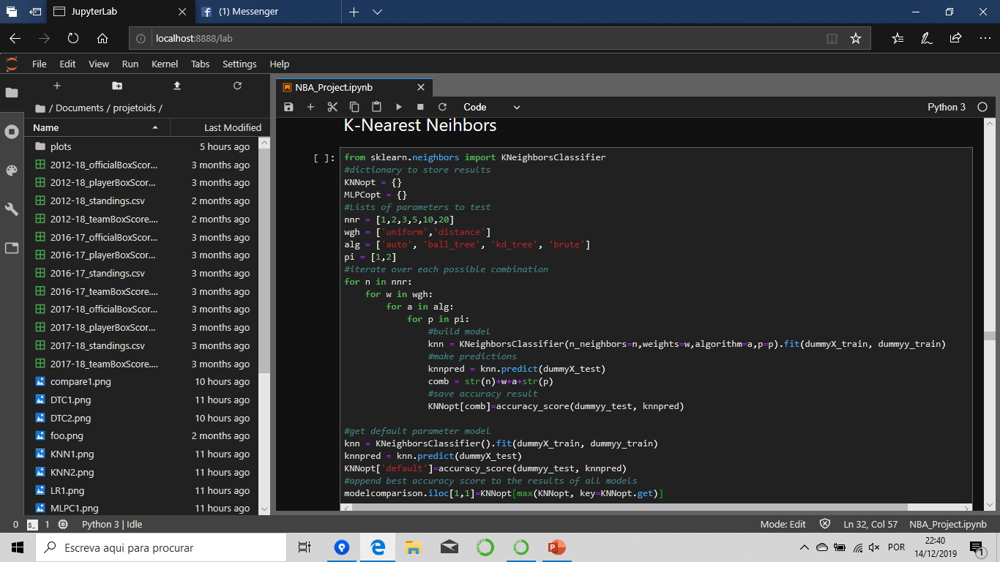 JupyterLab
(1) Messenger
localhost:8888/lab
File Edit View Run Kernel Tabs Settings Help
/ Documents / projetoids /
Name Last Modified
plots 5 hours ago
2012-18_officialBoxScor... 3 months ago
2012-18_playerBoxScor... 3 months ago
2012-18_standings.csv 2 months ago
2012-18_teamBoxScore.... 2 months ago
2016-17_officialBoxScor... 3 months ago
2016-17_playerBoxScor... 3 months ago
2016-17_standings.csv 3 months ago
2016-17_teamBoxScore.... 3 months ago
2017-18_officialBoxScor... 3 months ago
2017-18_playerBoxScor... 3 months ago
2017-18_standings.csv 3 months ago
2017-18_teamBoxScore.... 3 months ago
compare1.png 10 hours ago
DTC1.png 11 hours ago
DTC2.png 10 hours ago
foo.png 2 months ago
KNN1.png 11 hours ago
KNN2.png 11 hours ago
LR1.png 11 hours ago
MLPC1.png 11 hours ago
NBA_Project.ipynb
Code Python 3
K-Nearest Neihbors
[ ]: from sklearn.neighbors import KNeighborsClassifier
#dictionary to store results
KNNopt = {}
MLPCopt = {}
#Lists of parameters to test
nnr = [1,2,3,5,10,20]
wgh = ['uniform','distance']
alg = ['auto', 'ball_tree', 'kd_tree', 'brute']
pi = [1,2]
#iterate over each possible combination
for n in nnr:
    for w in wgh:
        for a in alg:
            for p in pi:
                #build model
                knn = KNeighborsClassifier(n_neighbors=n,weights=w,algorithm=a,p=p).fit(dummyX_train, dummyy_train)
                #make predictions
                knnpred = knn.predict(dummyX_test)
                comb = str(n)+w+a+str(p)
                #save accuracy result
                KNNopt[comb]=accuracy_score(dummyy_test, knnpred)
#get default parameter model
knn = KNeighborsClassifier().fit(dummyX_train, dummyy_train)
knnpred = knn.predict(dummyX_test)
KNNopt['default']=accuracy_score(dummyy_test, knnpred)
#append best accuracy score to the results of all models
modelcomparison.iloc[1,1]=KNNopt[max(KNNopt, key=KNNopt.get)]
0 1 Python 3 | Idle Mode: Edit Ln 32, Col 57 NBA_Project.ipynb
Escreva aqui para procurar
POR
22:40
14/12/2019
1